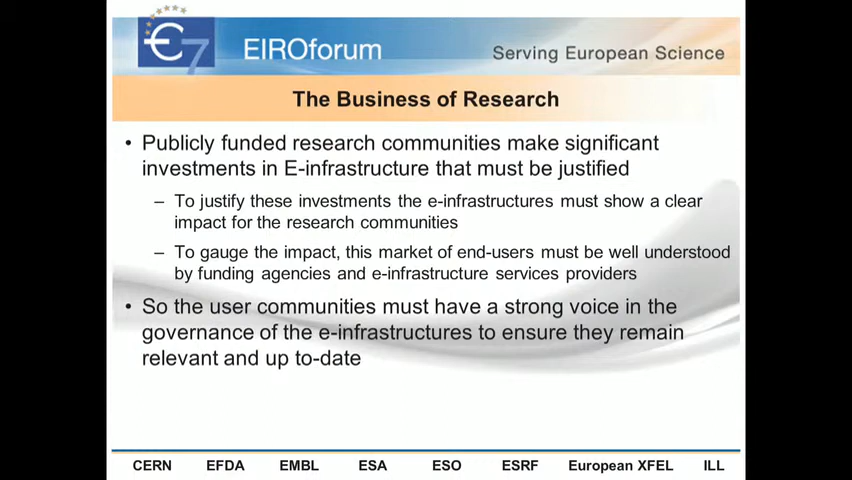 €7
EIROforum
Serving European Science
The Business of Research
• Publicly funded research communities make significant
investments in E-infrastructure that must be justified
– To justify these investments the e-infrastructures must show a clear
impact for the research communities
– To gauge the impact, this market of end-users must be well understood
by funding agencies and e-infrastructure services providers
• So the user communities must have a strong voice in the
governance of the e-infrastructures to ensure they remain
relevant and up to-date
CERN EFDA EMBL ESA ESO ESRF European XFEL ILL